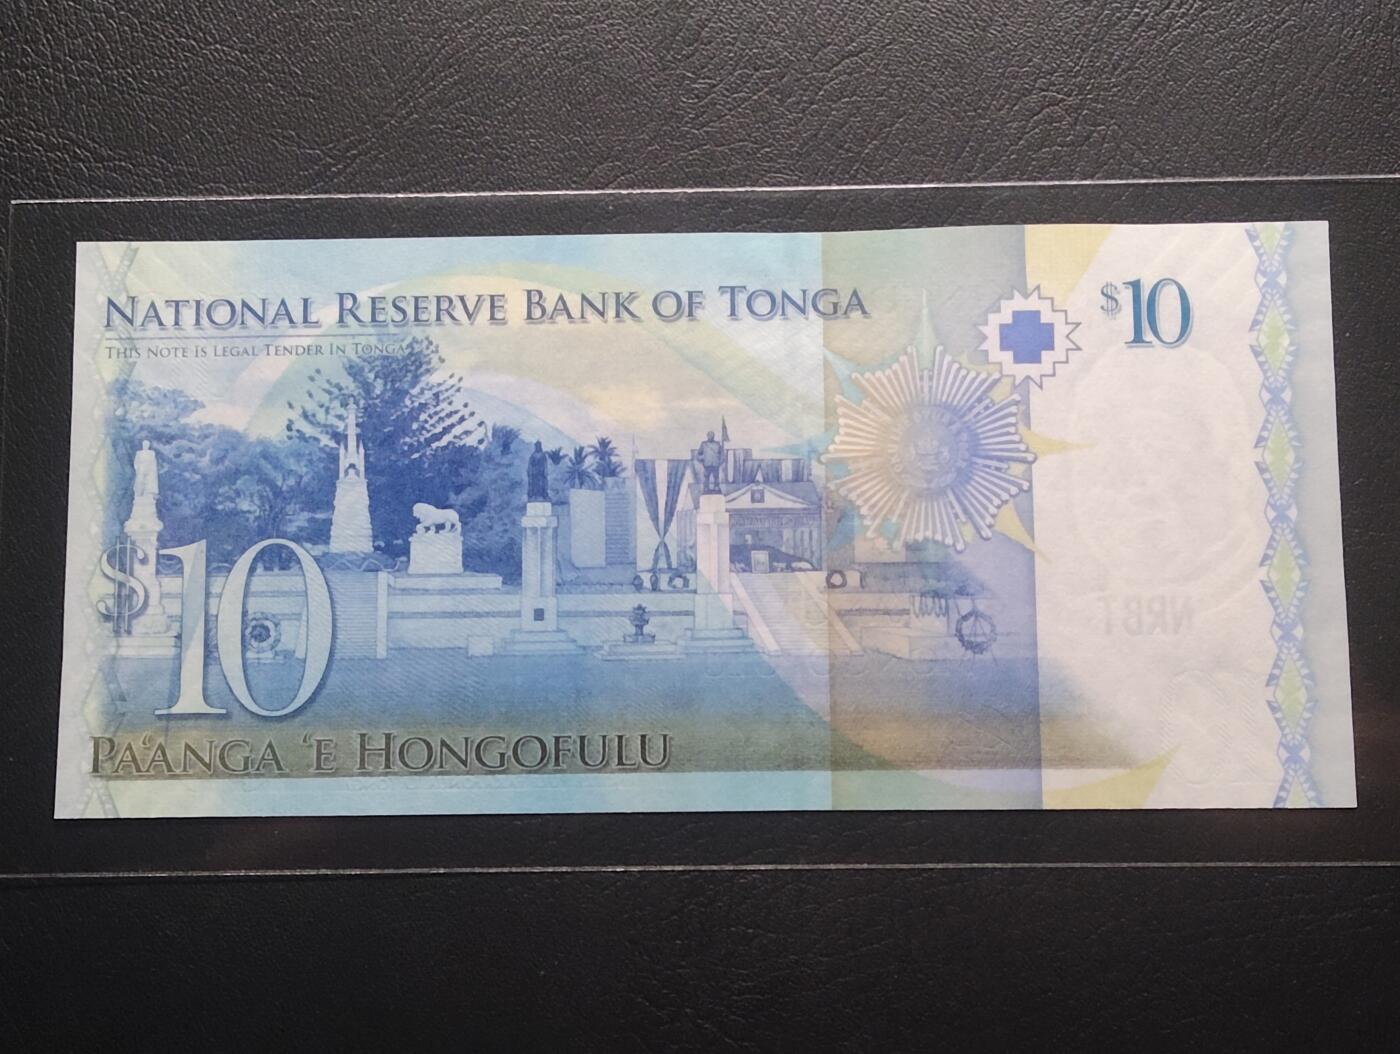 NATIONAL RESERVE BANK OF TONGA
THIS NOTE IS LEGAL TENDER IN TONGA
$10
$10
PA'ANGA 'E HONGOFULU
NRBT